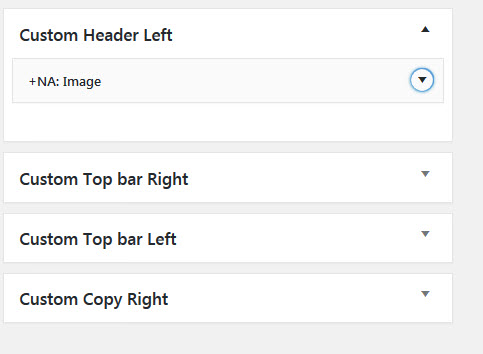 Custom Header Left
+NA: Image
Custom Top bar Right
Custom Top bar Left
Custom Copy Right